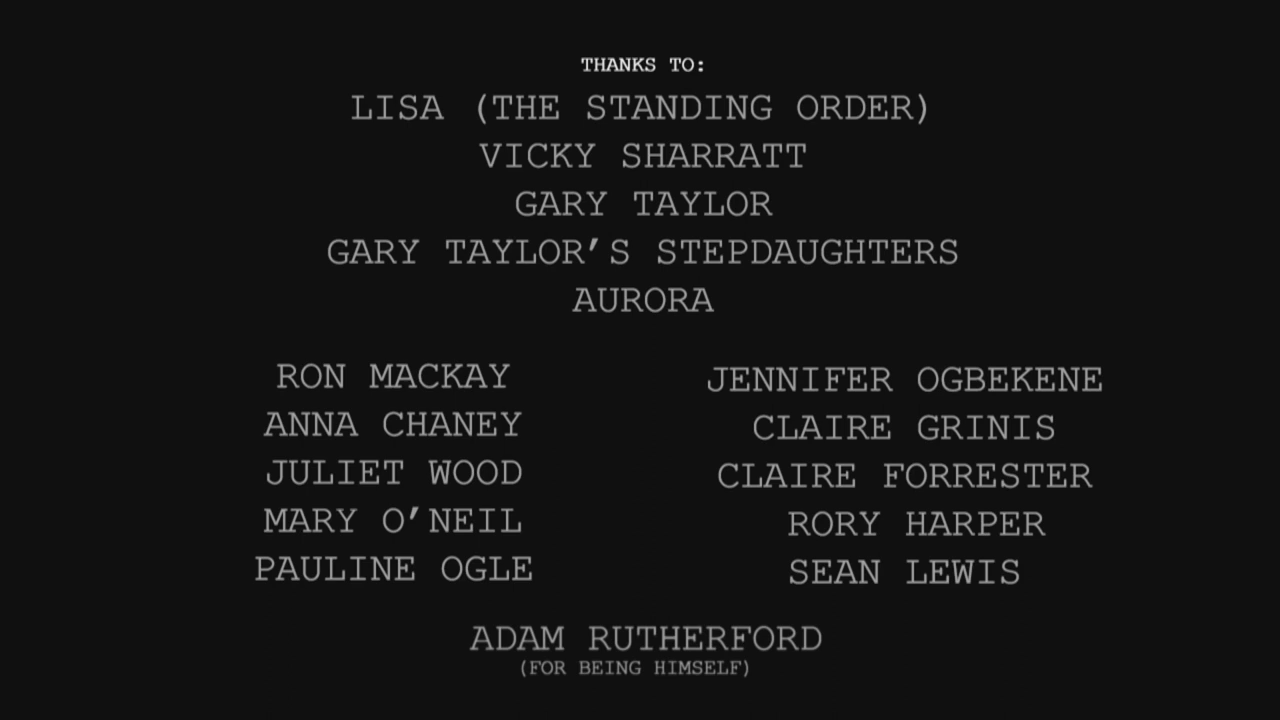 THANKS TO:
LISA (THE STANDING ORDER)
VICKY SHARRATT
GARY TAYLOR
GARY TAYLOR'S STEPDAUGHTERS
AURORA
RON MACKAY
ANNA CHANEY
JULIET WOOD
MARY O'NEIL
PAULINE OGLE
JENNIFER OGBEKENE
CLAIRE GRINIS
CLAIRE FORRESTER
RORY HARPER
SEAN LEWIS
ADAM RUTHERFORD
(FOR BEING HIMSELF)